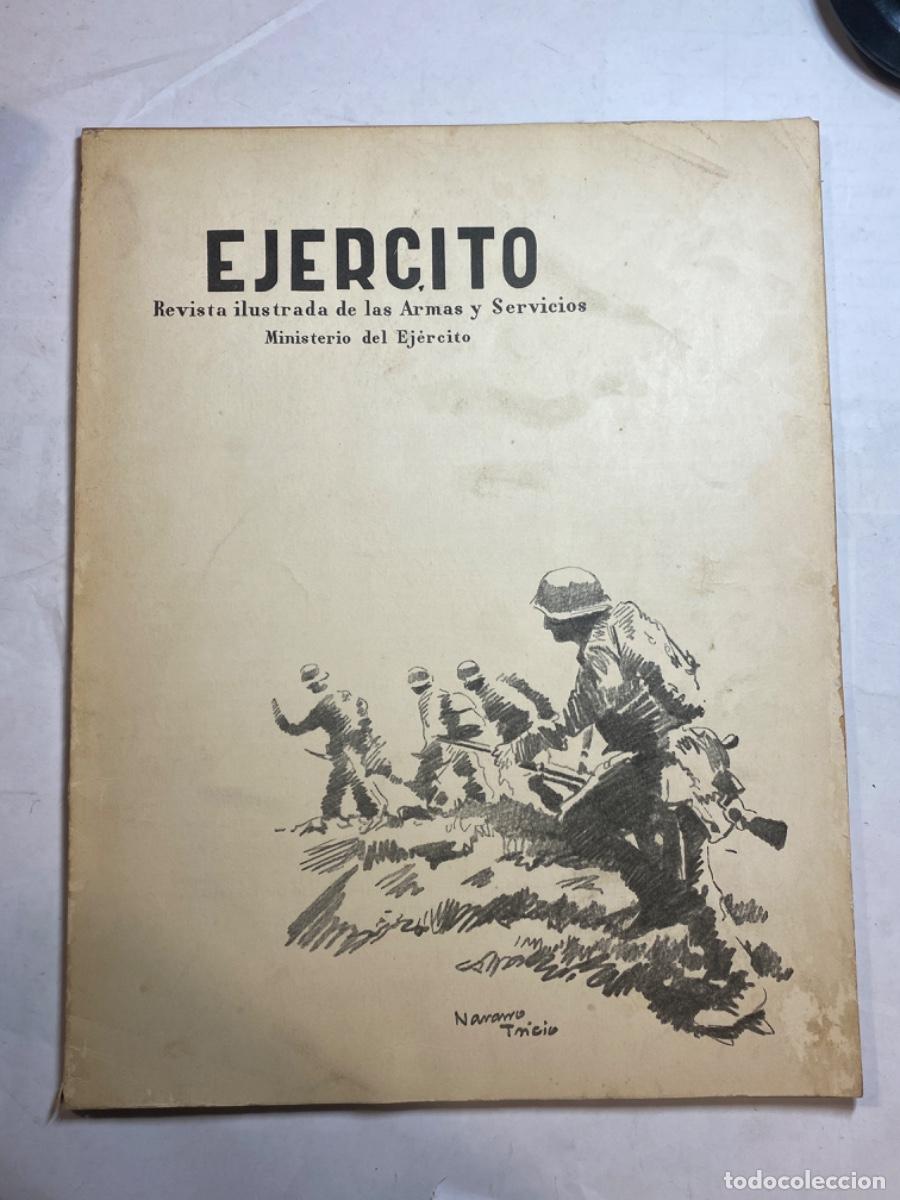 EJERCITO
Revista ilustrada de las Armas y Servicios
Ministerio del Ejército
Navarro
Tricio
todocoleccion